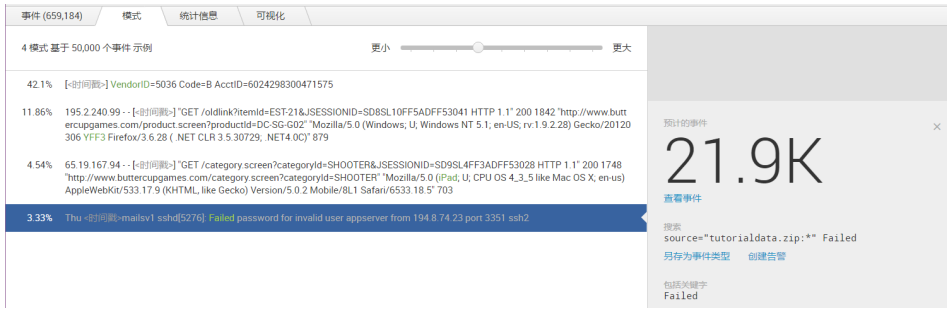 事件 (659,184) 模式 统计信息 可视化
4 模式 基于 50,000 个事件 示例 更小 更大
42.1% [<时间戳>] VendorID=5036 Code=B AcctID=6024298300471575
11.86% 195.2.240.99 - - [<时间戳>] "GET /oldlink?itemId=EST-21&JSESSIONID=SD8SL10FF5ADFF53041 HTTP 1.1" 200 1842 "http://www.butt
ercupgames.com/product.screen?productId=DC-SG-G02" "Mozilla/5.0 (Windows; U; Windows NT 5.1; en-US; rv:1.9.2.28) Gecko/20120
306 YFF3 Firefox/3.6.28 ( .NET CLR 3.5.30729; .NET4.0C)" 879
4.54% 65.19.167.94 - - [<时间戳>] "GET /category.screen?categoryId=SHOOTER&JSESSIONID=SD9SL4FF3ADFF53028 HTTP 1.1" 200 1748
"http://www.buttercupgames.com/category.screen?categoryId=SHOOTER" "Mozilla/5.0 (iPad; U; CPU OS 4_3_5 like Mac OS X; en-us)
AppleWebKit/533.17.9 (KHTML, like Gecko) Version/5.0.2 Mobile/8L1 Safari/6533.18.5" 703
3.33% Thu <时间戳>mailsv1 sshd[5276]: Failed password for invalid user appserver from 194.8.74.23 port 3351 ssh2
预计的事件
21.9K
查看事件
搜索
source="tutorialdata.zip:*" Failed
另存为事件类型 创建告警
包括关键字
Failed